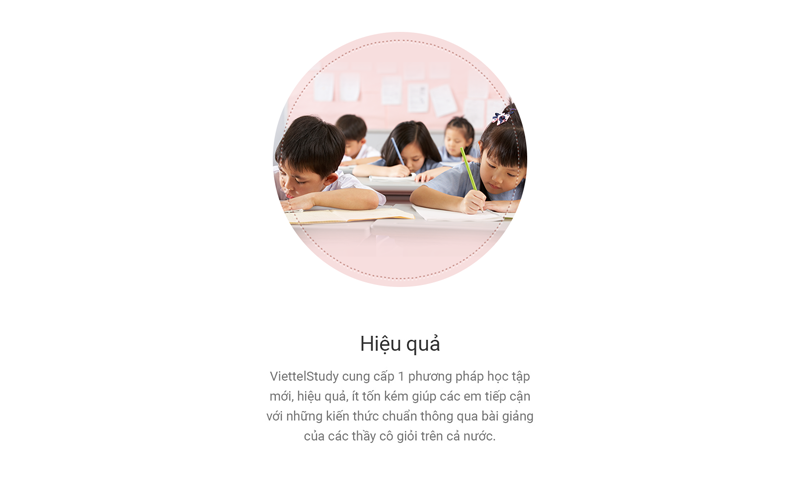 Hiệu quả
ViettelStudy cung cấp 1 phương pháp học tập
mới, hiệu quả, ít tốn kém giúp các em tiếp cận
với những kiến thức chuẩn thông qua bài giảng
của các thầy cô giỏi trên cả nước.